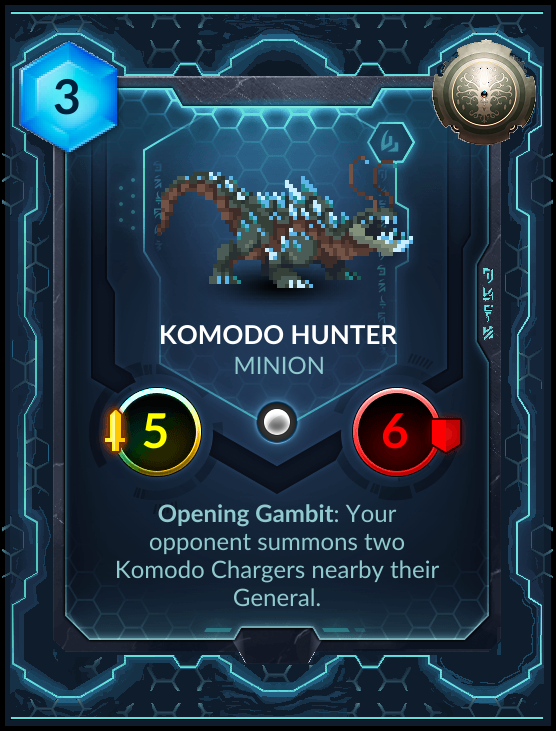 3
KOMODO HUNTER
MINION
5
6
Opening Gambit: Your
opponent summons two
Komodo Chargers nearby their
General.